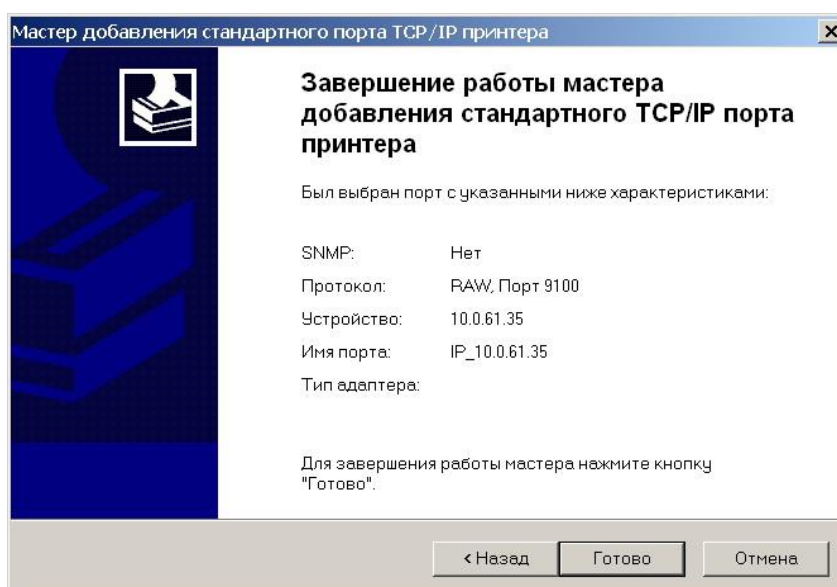 Мастер добавления стандартного порта TCP/IP принтера
Завершение работы мастера
добавления стандартного TCP/IP порта
принтера
Был выбран порт с указанными ниже характеристиками:
SNMP: Нет
Протокол: RAW, Порт 9100
Устройство: 10.0.61.35
Имя порта: IP_10.0.61.35
Тип адаптера:
Для завершения работы мастера нажмите кнопку
"Готово".
< Назад Готово Отмена